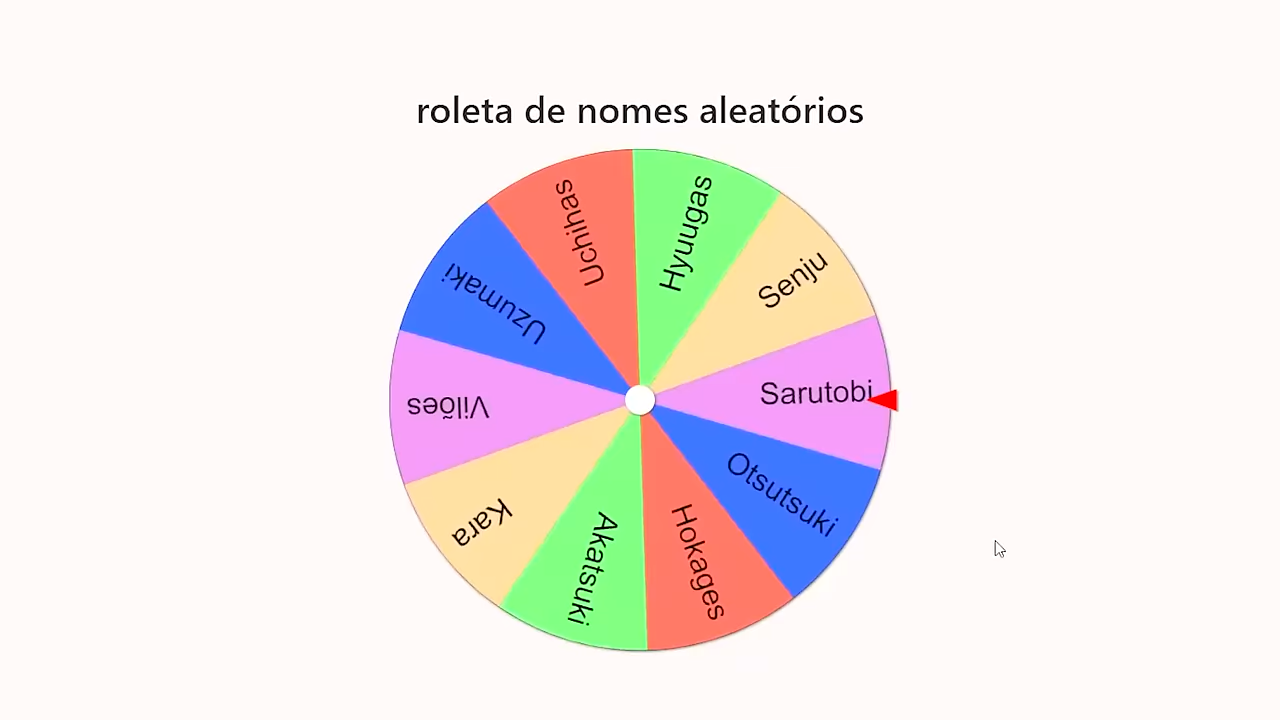 roleta de nomes aleatórios
Uchihas
Hyuugas
Senju
Sarutobi
Otsutsuki
Hokages
Akatsuki
Kara
Vilões
Uzumaki